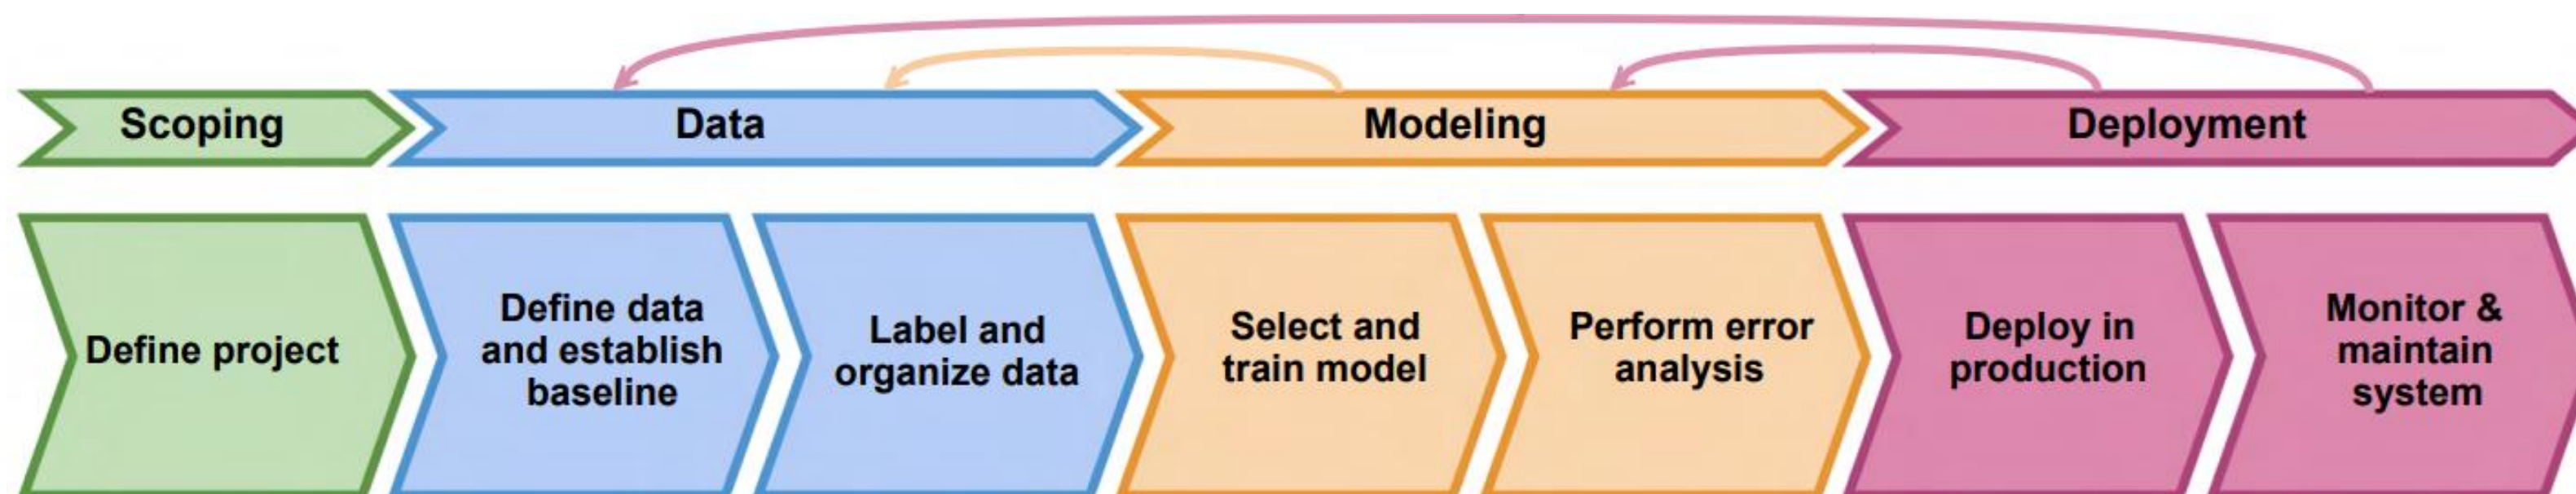 Scoping
Data
Modeling
Deployment
Define project
Define data
and establish
baseline
Label and
organize data
Select and
train model
Perform error
analysis
Deploy in
production
Monitor &
maintain
system